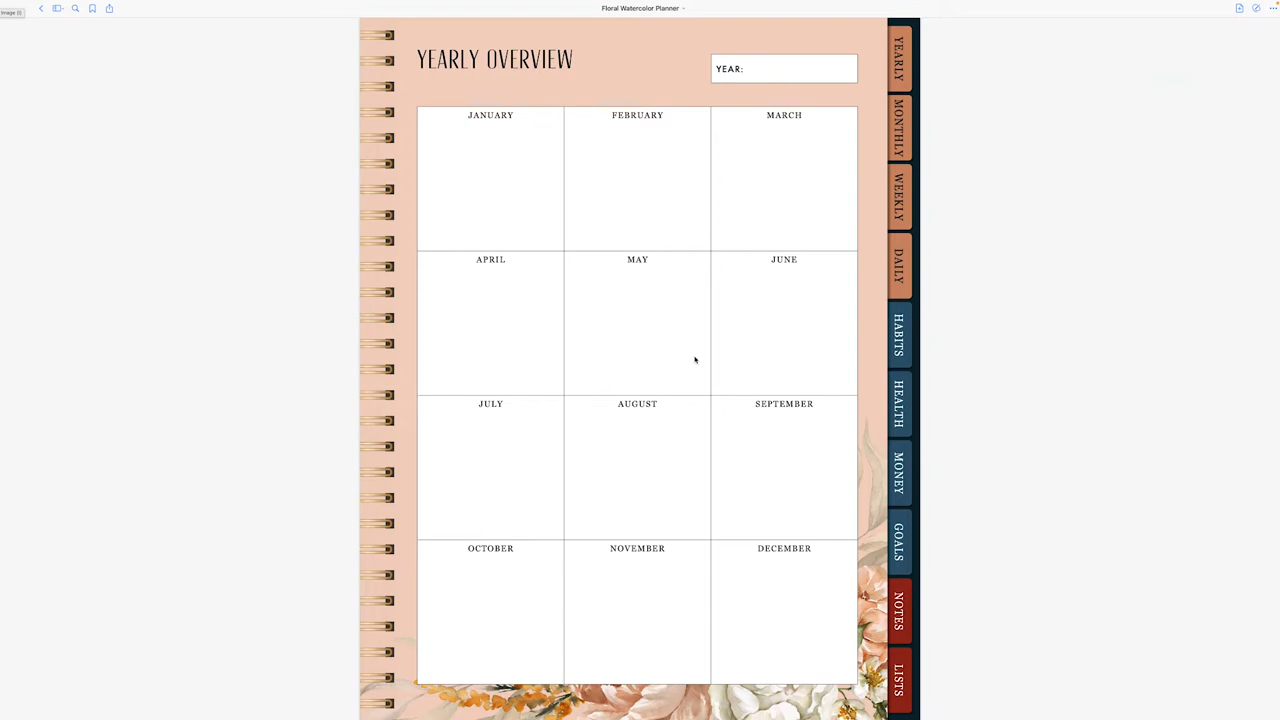 Image (I)
Floral Watercolor Planner
YEARLY OVERVIEW
YEAR:
JANUARY
FEBRUARY
MARCH
APRIL
MAY
JUNE
JULY
AUGUST
SEPTEMBER
OCTOBER
NOVEMBER
DECEMBER
YEARLY
MONTHLY
WEEKLY
DAILY
HABITS
HEALTH
MONEY
GOALS
NOTES
LISTS